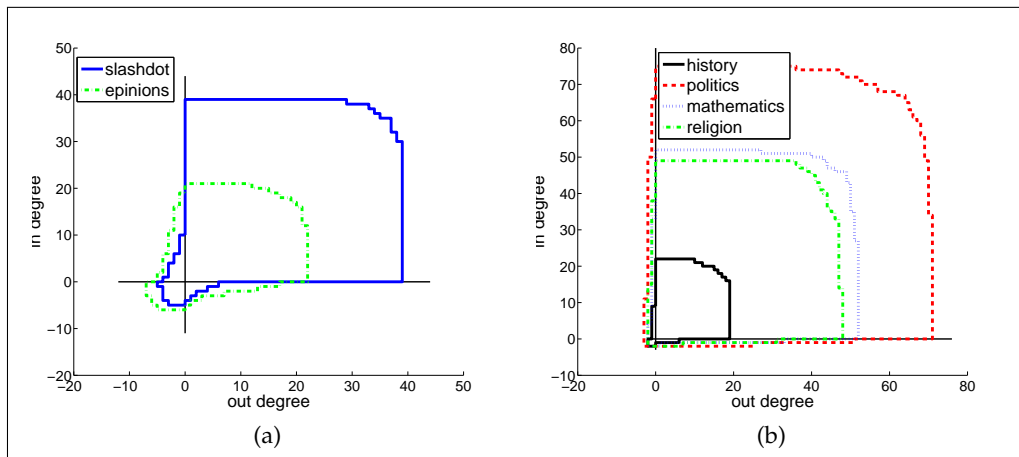 50
40
30
20
10
0
−10
−20
−20 −10 0 10 20 30 40 50
in degree
out degree
slashdot
epinions
(a)
80
70
60
50
40
30
20
10
0
−10
−20 0 20 40 60 80
in degree
out degree
history
politics
mathematics
religion
(b)